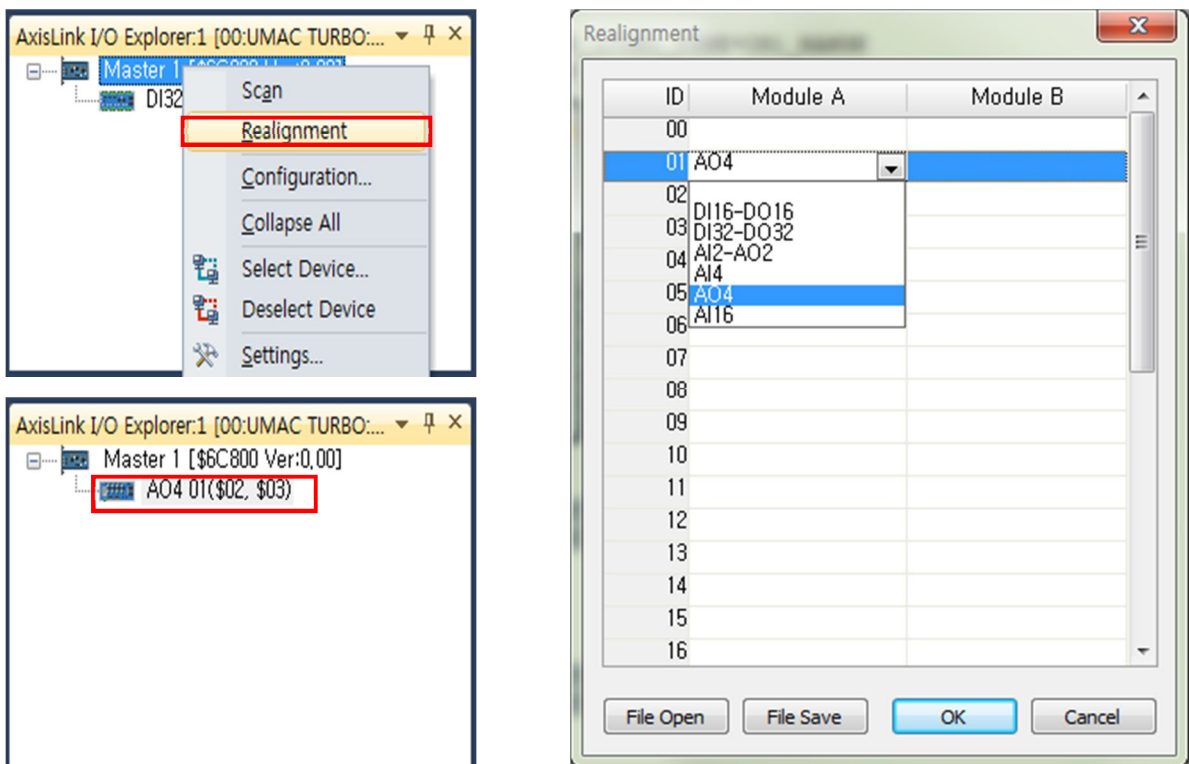 AxisLink I/O Explorer:1 [00:UMAC TURBO:...
Master 1
DI32
Scan
Realignment
Configuration...
Collapse All
Select Device...
Deselect Device
Settings...
AxisLink I/O Explorer:1 [00:UMAC TURBO:...
Master 1 [$6C800 Ver:0,00]
AO4 01($02, $03)
Realignment
ID Module A Module B
00
01 AO4
02
DI16-DO16
03
DI32-DO32
04
AI2-AO2
AI4
05
AO4
06
AI16
07
08
09
10
11
12
13
14
15
16
File Open File Save OK Cancel